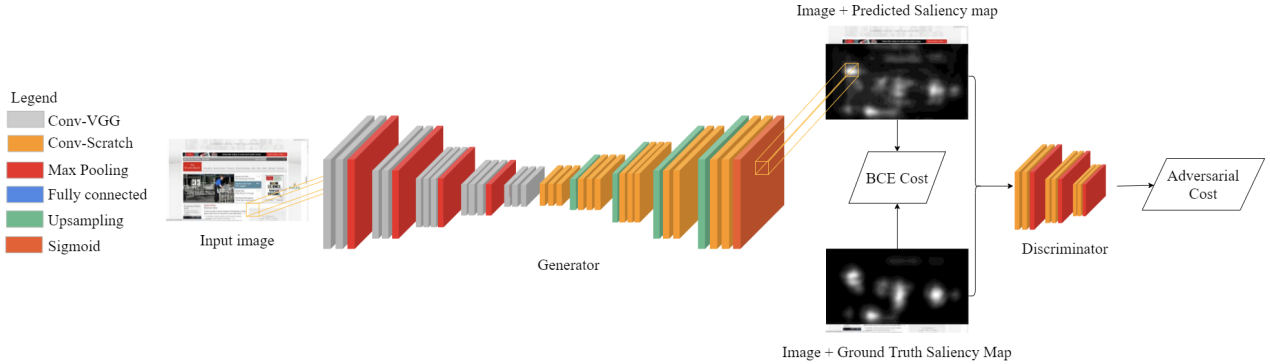 Image + Predicted Saliency map
Legend
Conv-VGG
Conv-Scratch
Max Pooling
Fully connected
Upsampling
Sigmoid
Input image
Generator
BCE Cost
Discriminator
Adversarial
Cost
Image + Ground Truth Saliency Map